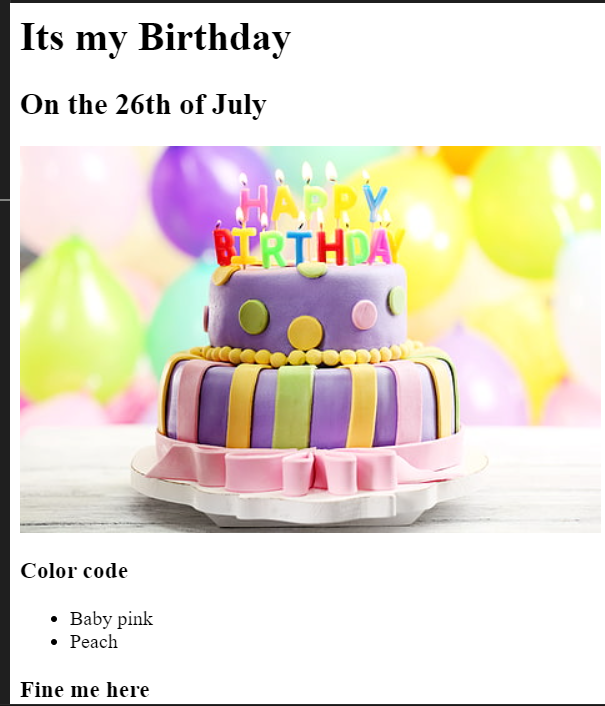 Its my Birthday
On the 26th of July
HAPPY
BIRTHDAY
Color code
Baby pink
Peach
Fine me here